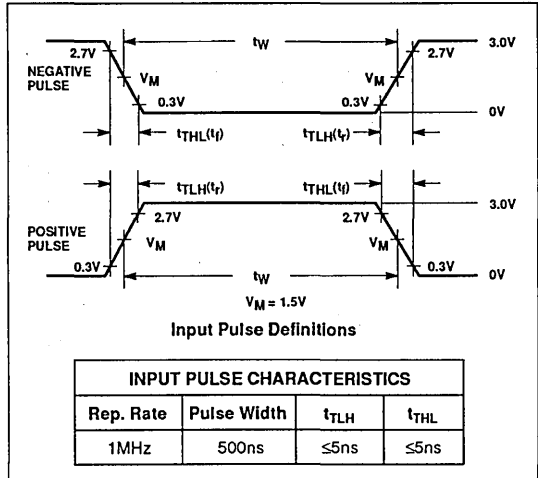 2.7V tW 2.7V 3.0V
NEGATIVE PULSE VM VM
0.3V 0.3V 0V
tTHL(tf) tTLH(tr)
tTLH(tr) tTHL(tf)
3.0V
2.7V 2.7V
POSITIVE PULSE VM VM
0.3V 0.3V
tW 0V
VM = 1.5V
Input Pulse Definitions
INPUT PULSE CHARACTERISTICS
Rep. Rate Pulse Width tTLH tTHL
1MHz 500ns ≤5ns ≤5ns